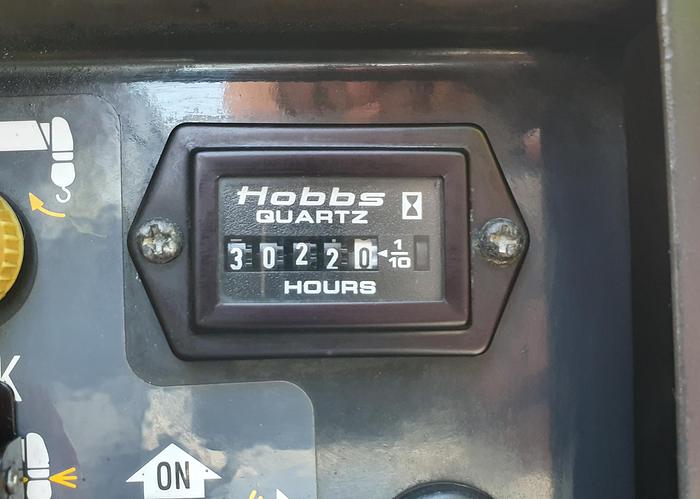 Hobbs
QUARTZ
30220 1/10
HOURS
K
ON